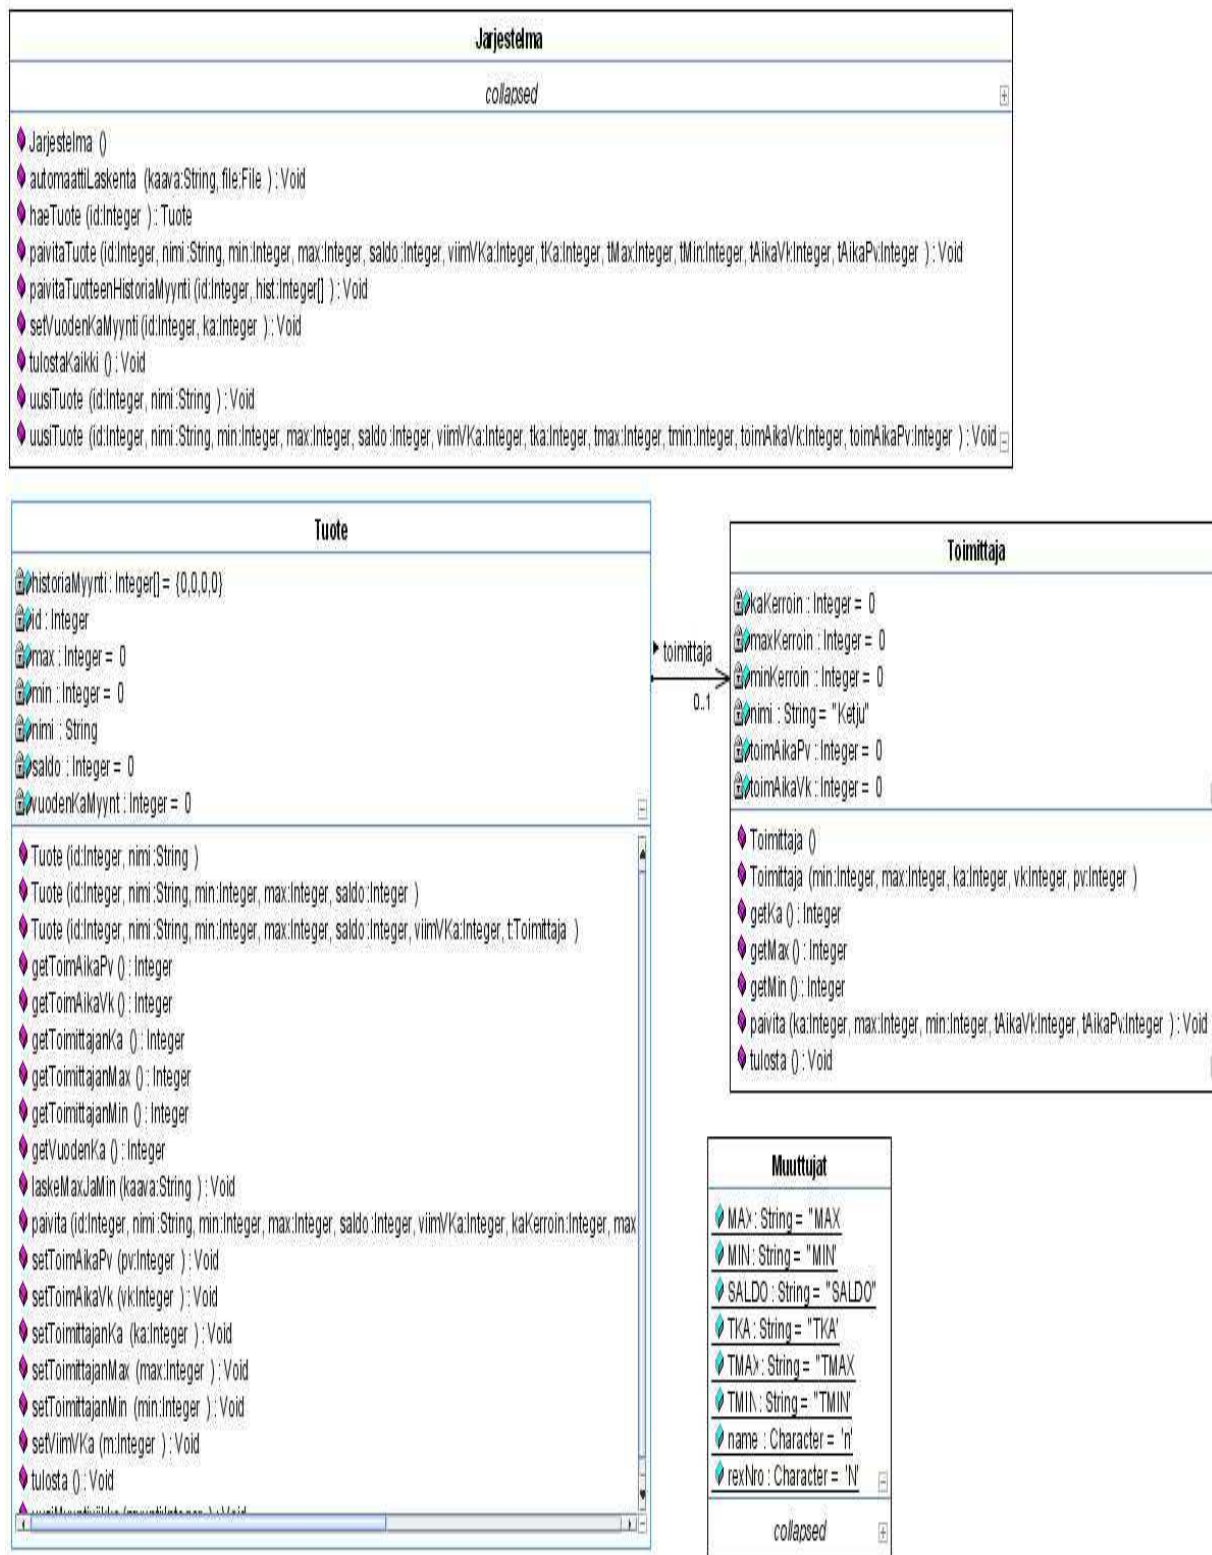 Jarjestelma
collapsed
Jarjestelma ()
automaattiLaskenta (kaava:String, file:File ) : Void
haeTuote (id:Integer ) : Tuote
paivitaTuote (id:Integer, nimi:String, min:Integer, max:Integer, saldo:Integer, viimVKa:Integer, tKa:Integer, tMax:Integer, tMin:Integer, tAikaVk:Integer, tAikaPv:Integer ) : Void
paivitaTuotteenHistoriaMyynti (id:Integer, hist:Integer[] ) : Void
setVuodenKaMyynti (id:Integer, ka:Integer ) : Void
tulostaKaikki () : Void
uusiTuote (id:Integer, nimi:String ) : Void
uusiTuote (id:Integer, nimi:String, min:Integer, max:Integer, saldo:Integer, viimVKa:Integer, tka:Integer, tmax:Integer, tmin:Integer, toimAikaVk:Integer, toimAikaPv:Integer ) : Void
Tuote
historiaMyynti : Integer[] = {0,0,0,0}
id : Integer
max : Integer = 0
min : Integer = 0
nimi : String
saldo : Integer = 0
vuodenKaMyynt : Integer = 0
Tuote (id:Integer, nimi:String )
Tuote (id:Integer, nimi:String, min:Integer, max:Integer, saldo:Integer )
Tuote (id:Integer, nimi:String, min:Integer, max:Integer, saldo:Integer, viimVKa:Integer, t:Toimittaja )
getToimAikaPv () : Integer
getToimAikaVk () : Integer
getToimittajanKa () : Integer
getToimittajanMax () : Integer
getToimittajanMin () : Integer
getVuodenKa () : Integer
laskeMaxJaMin (kaava:String ) : Void
paivita (id:Integer, nimi:String, min:Integer, max:Integer, saldo:Integer, viimVKa:Integer, kaKerroin:Integer, max
setToimAikaPv (pv:Integer ) : Void
setToimAikaVk (vk:Integer ) : Void
setToimittajanKa (ka:Integer ) : Void
setToimittajanMax (max:Integer ) : Void
setToimittajanMin (min:Integer ) : Void
setViimVKa (m:Integer ) : Void
tulosta () : Void
toimittaja
0..1
Toimittaja
kaKerroin : Integer = 0
maxKerroin : Integer = 0
minKerroin : Integer = 0
nimi : String = "Ketju"
toimAikaPv : Integer = 0
toimAikaVk : Integer = 0
Toimittaja ()
Toimittaja (min:Integer, max:Integer, ka:Integer, vk:Integer, pv:Integer )
getKa () : Integer
getMax () : Integer
getMin () : Integer
paivita (ka:Integer, max:Integer, min:Integer, tAikaVk:Integer, tAikaPv:Integer ) : Void
tulosta () : Void
Muuttujat
MAX : String = "MAX
MIN : String = "MIN"
SALDO : String = "SALDO"
TKA : String = "TKA"
TMAX : String = "TMAX
TMIN : String = "TMIN"
name : Character = 'n'
rexNro : Character = 'N'
collapsed